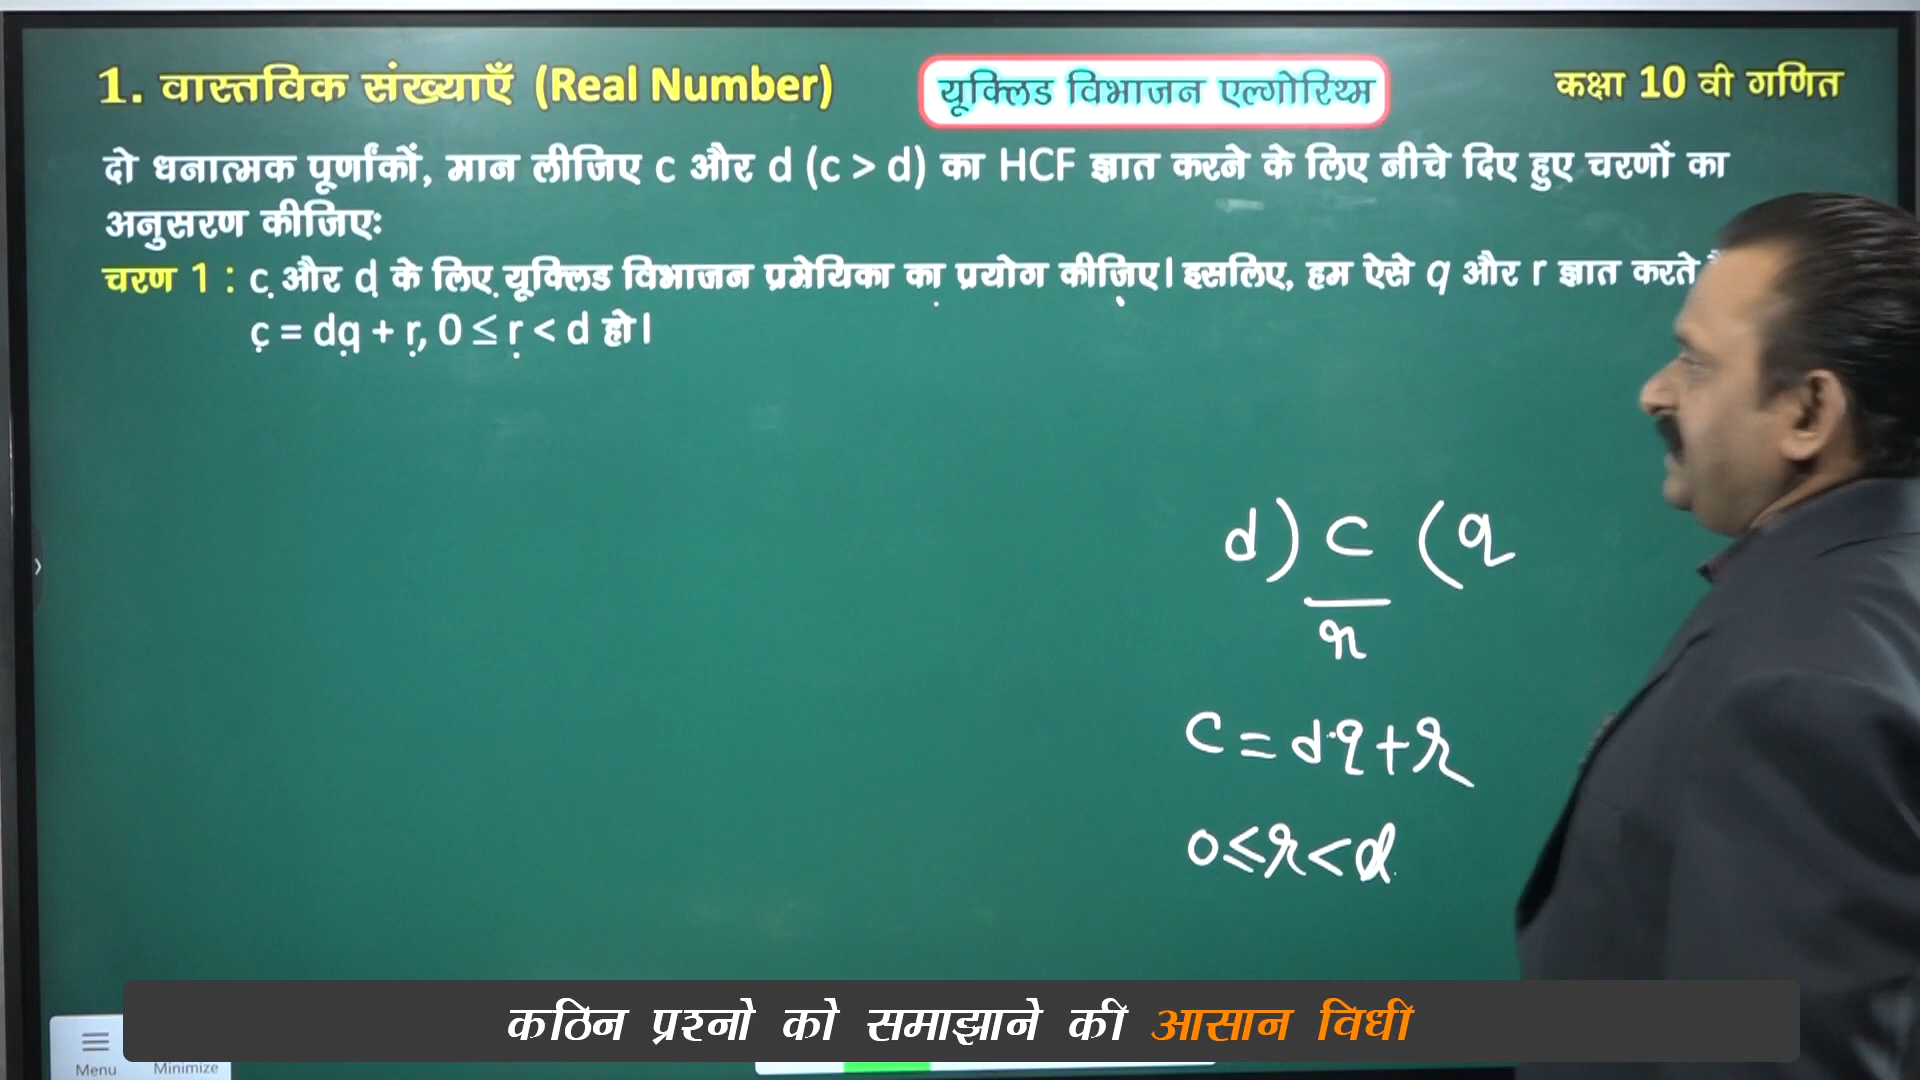 1. वास्तविक संख्याएँ (Real Number)
यूक्लिड विभाजन एल्गोरिथ्म
कक्षा 10 वी गणित
दो धनात्मक पूर्णांकों, मान लीजिए c और d (c > d) का HCF ज्ञात करने के लिए नीचे दिए हुए चरणों का
अनुसरण कीजिएः
चरण 1 : c और d के लिए यूक्लिड विभाजन प्रमेयिका का प्रयोग कीजिए। इसलिए, हम ऐसे q और r ज्ञात करते
c = dq + r, 0 ≤ r < d हो।
d) c (q
r
c = d·q + r
0 ≤ r < d
कठिन प्रश्नो को समाझाने की आसान विधी
Menu
Minimize